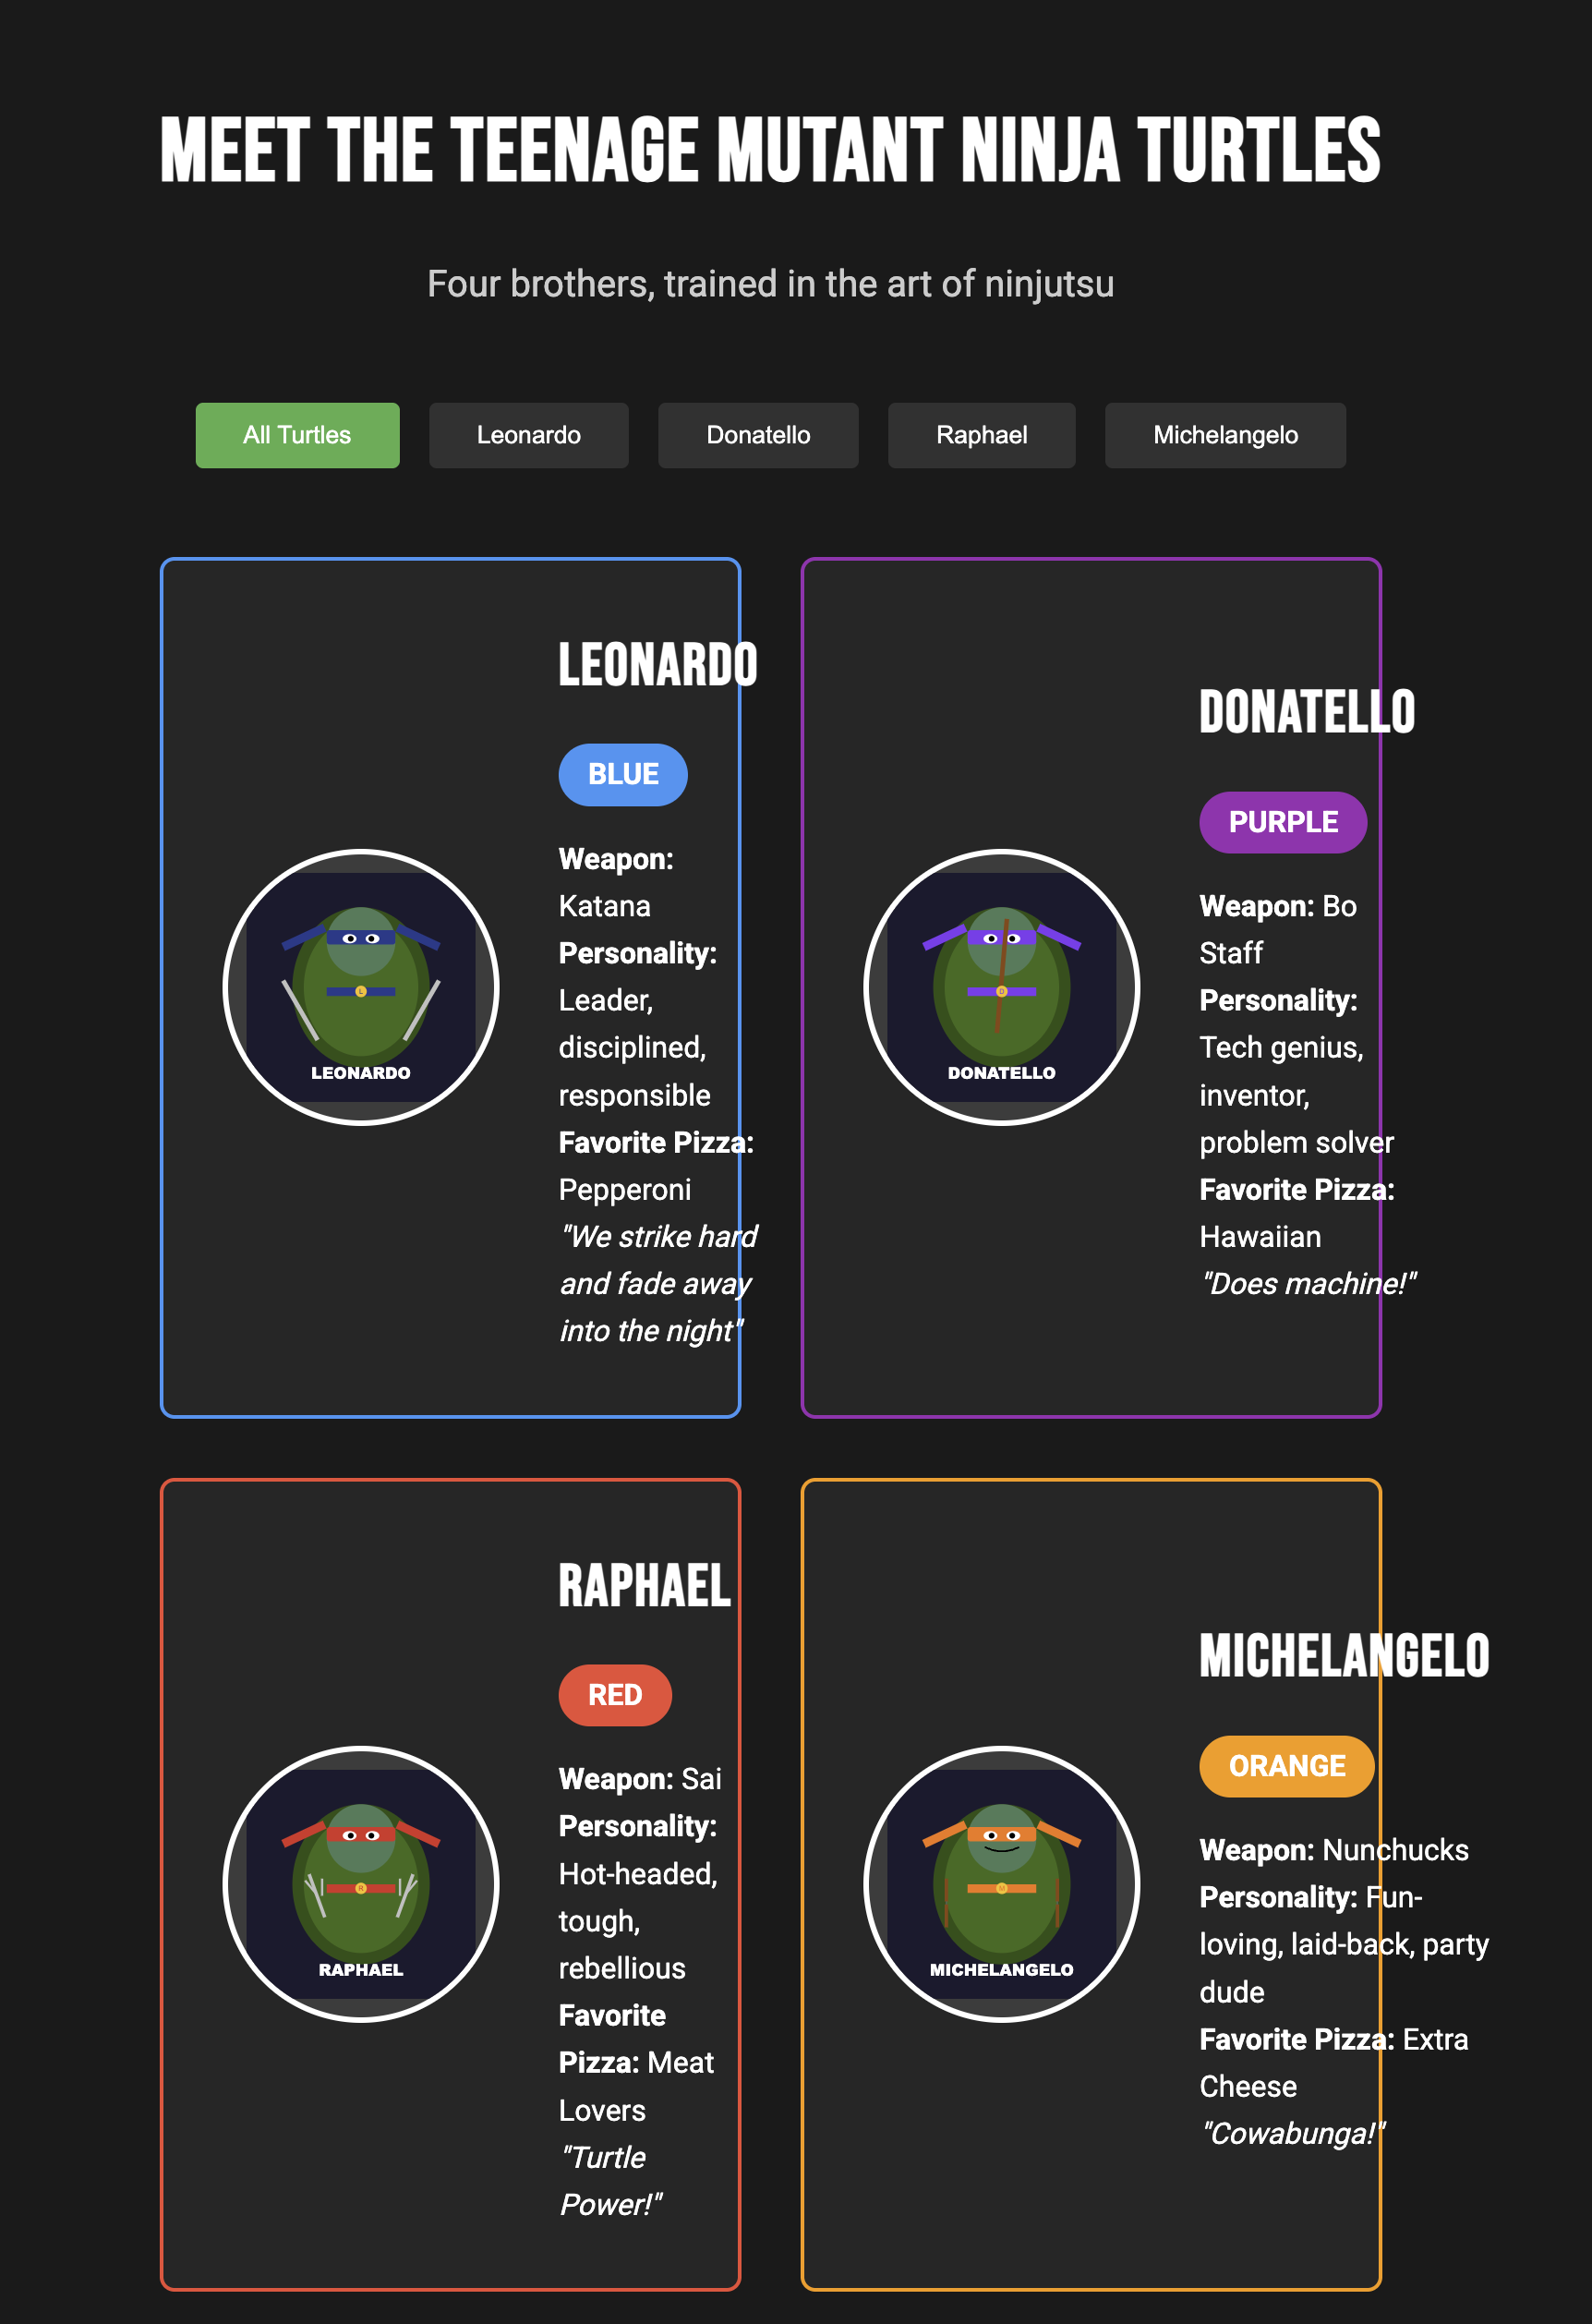 MEET THE TEENAGE MUTANT NINJA TURTLES
Four brothers, trained in the art of ninjutsu
All Turtles
Leonardo
Donatello
Raphael
Michelangelo
LEONARDO
BLUE
Weapon:
Katana
Personality:
Leader,
disciplined,
responsible
Favorite Pizza:
Pepperoni
"We strike hard
and fade away
into the night"
L
LEONARDO
DONATELLO
PURPLE
Weapon: Bo
Staff
Personality:
Tech genius,
inventor,
problem solver
Favorite Pizza:
Hawaiian
"Does machine!"
D
DONATELLO
RAPHAEL
RED
Weapon: Sai
Personality:
Hot-headed,
tough,
rebellious
Favorite
Pizza: Meat
Lovers
"Turtle
Power!"
R
RAPHAEL
MICHELANGELO
ORANGE
Weapon: Nunchucks
Personality: Fun-
loving, laid-back, party
dude
Favorite Pizza: Extra
Cheese
"Cowabunga!"
M
MICHELANGELO